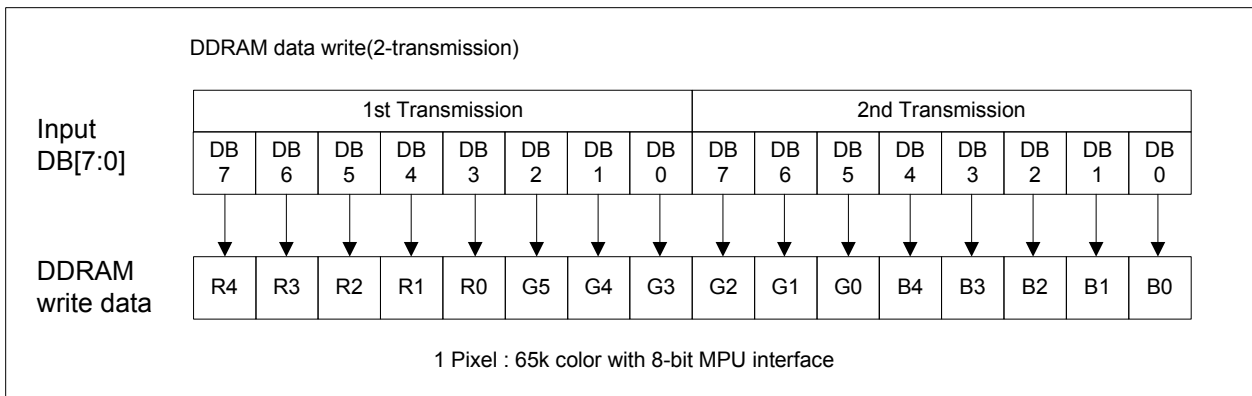 DDRAM data write(2-transmission)
1st Transmission 2nd Transmission
Input
DB[7:0]
DB DB DB DB DB DB DB DB DB DB DB DB DB DB DB DB
7 6 5 4 3 2 1 0 7 6 5 4 3 2 1 0
DDRAM
write data
R4 R3 R2 R1 R0 G5 G4 G3 G2 G1 G0 B4 B3 B2 B1 B0
1 Pixel : 65k color with 8-bit MPU interface